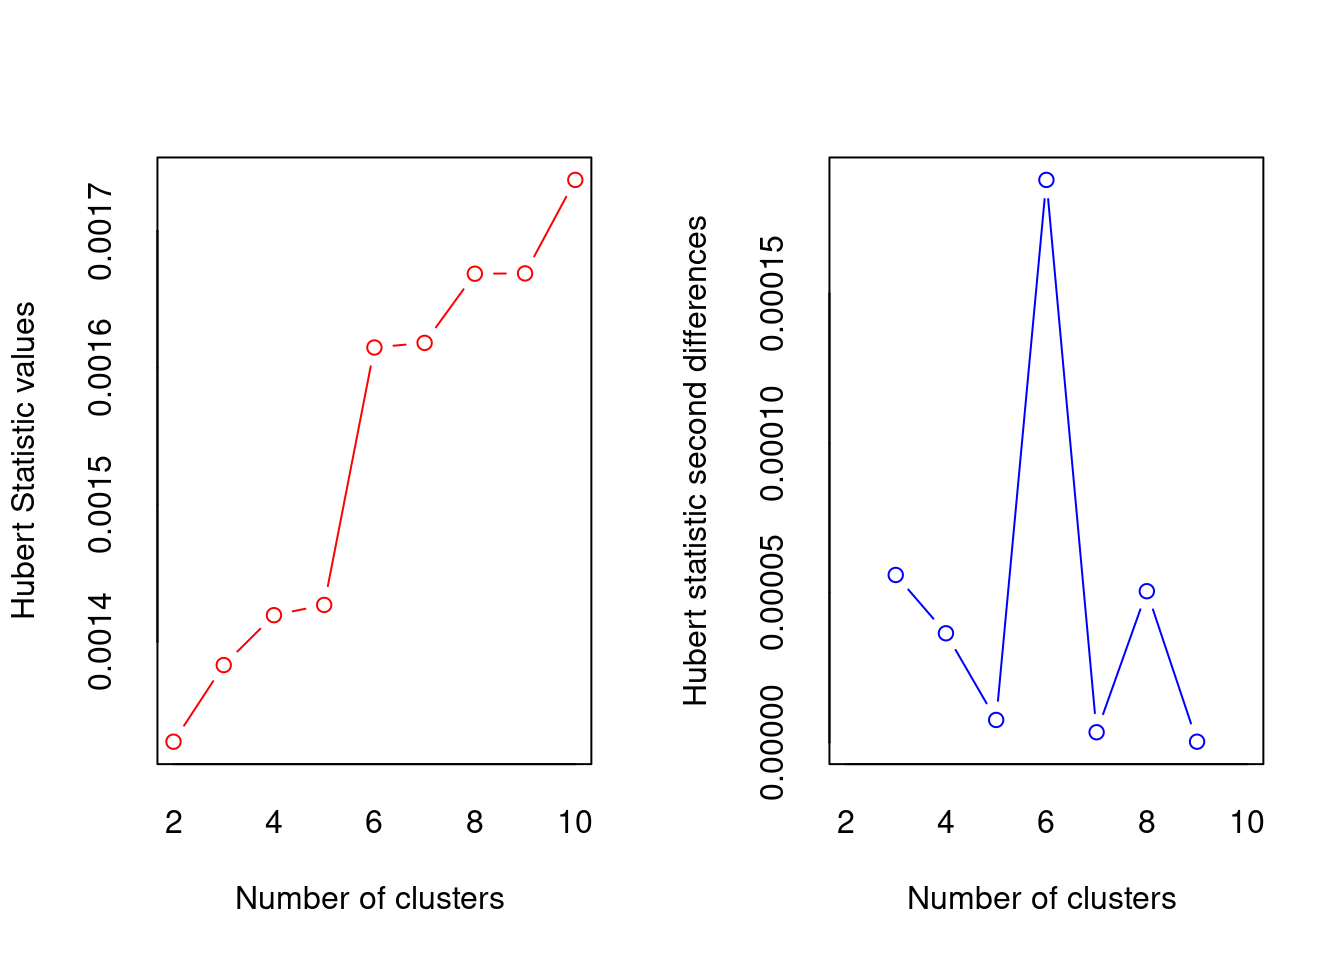 Hubert Statistic values
0.0014 0.0015 0.0016 0.0017
2 4 6 8 10
Number of clusters
Hubert statistic second differences
0.00000 0.00005 0.00010 0.00015
2 4 6 8 10
Number of clusters